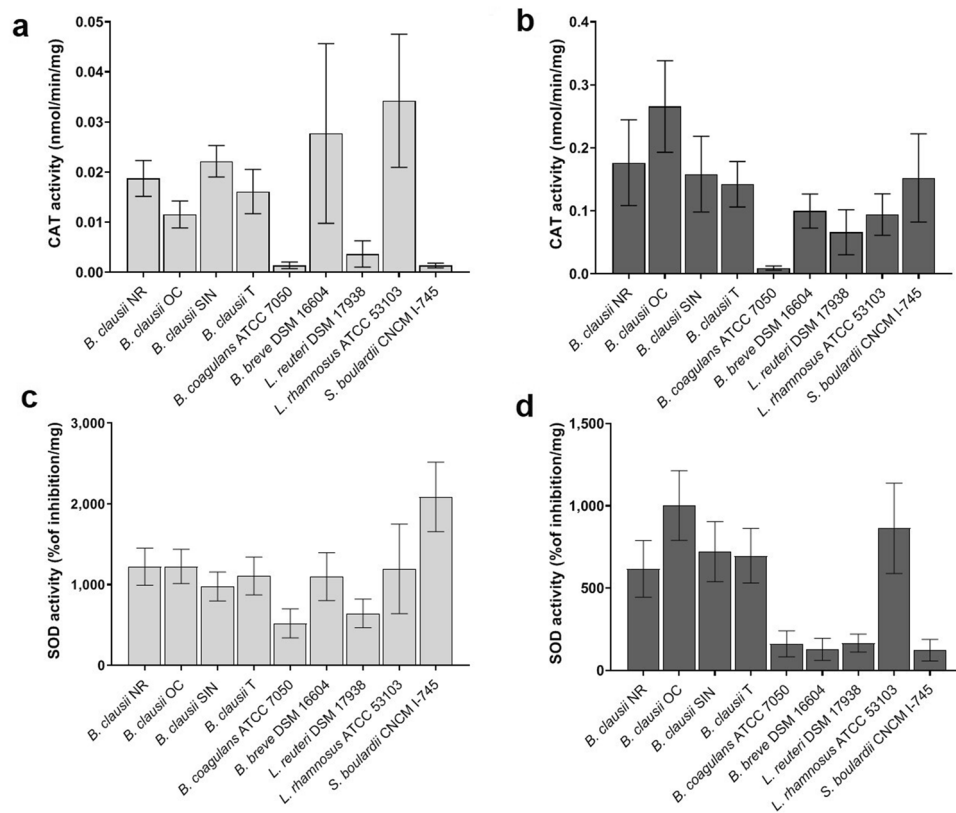 a
CAT activity (nmol/min/mg)
0.05
0.04
0.03
0.02
0.01
0.00
B. clausii NR
B. clausii OC
B. clausii SIN
B. clausii T
B. coagulans ATCC 7050
B. breve DSM 16604
L. reuteri DSM 17938
L. rhamnosus ATCC 53103
S. boulardii CNCM I-745
b
CAT activity (nmol/min/mg)
0.4
0.3
0.2
0.1
0.0
B. clausii NR
B. clausii OC
B. clausii SIN
B. clausii T
B. coagulans ATCC 7050
B. breve DSM 16604
L. reuteri DSM 17938
L. rhamnosus ATCC 53103
S. boulardii CNCM I-745
c
SOD activity (%of inhibition/mg)
3,000
2,000
1,000
0
B. clausii NR
B. clausii OC
B. clausii SIN
B. clausii T
B. coagulans ATCC 7050
B. breve DSM 16604
L. reuteri DSM 17938
L. rhamnosus ATCC 53103
S. boulardii CNCM I-745
d
SOD activity (%of inhibition/mg)
1,500
1,000
500
0
B. clausii NR
B. clausii OC
B. clausii SIN
B. clausii T
B. coagulans ATCC 7050
B. breve DSM 16604
L. reuteri DSM 17938
L. rhamnosus ATCC 53103
S. boulardii CNCM I-745